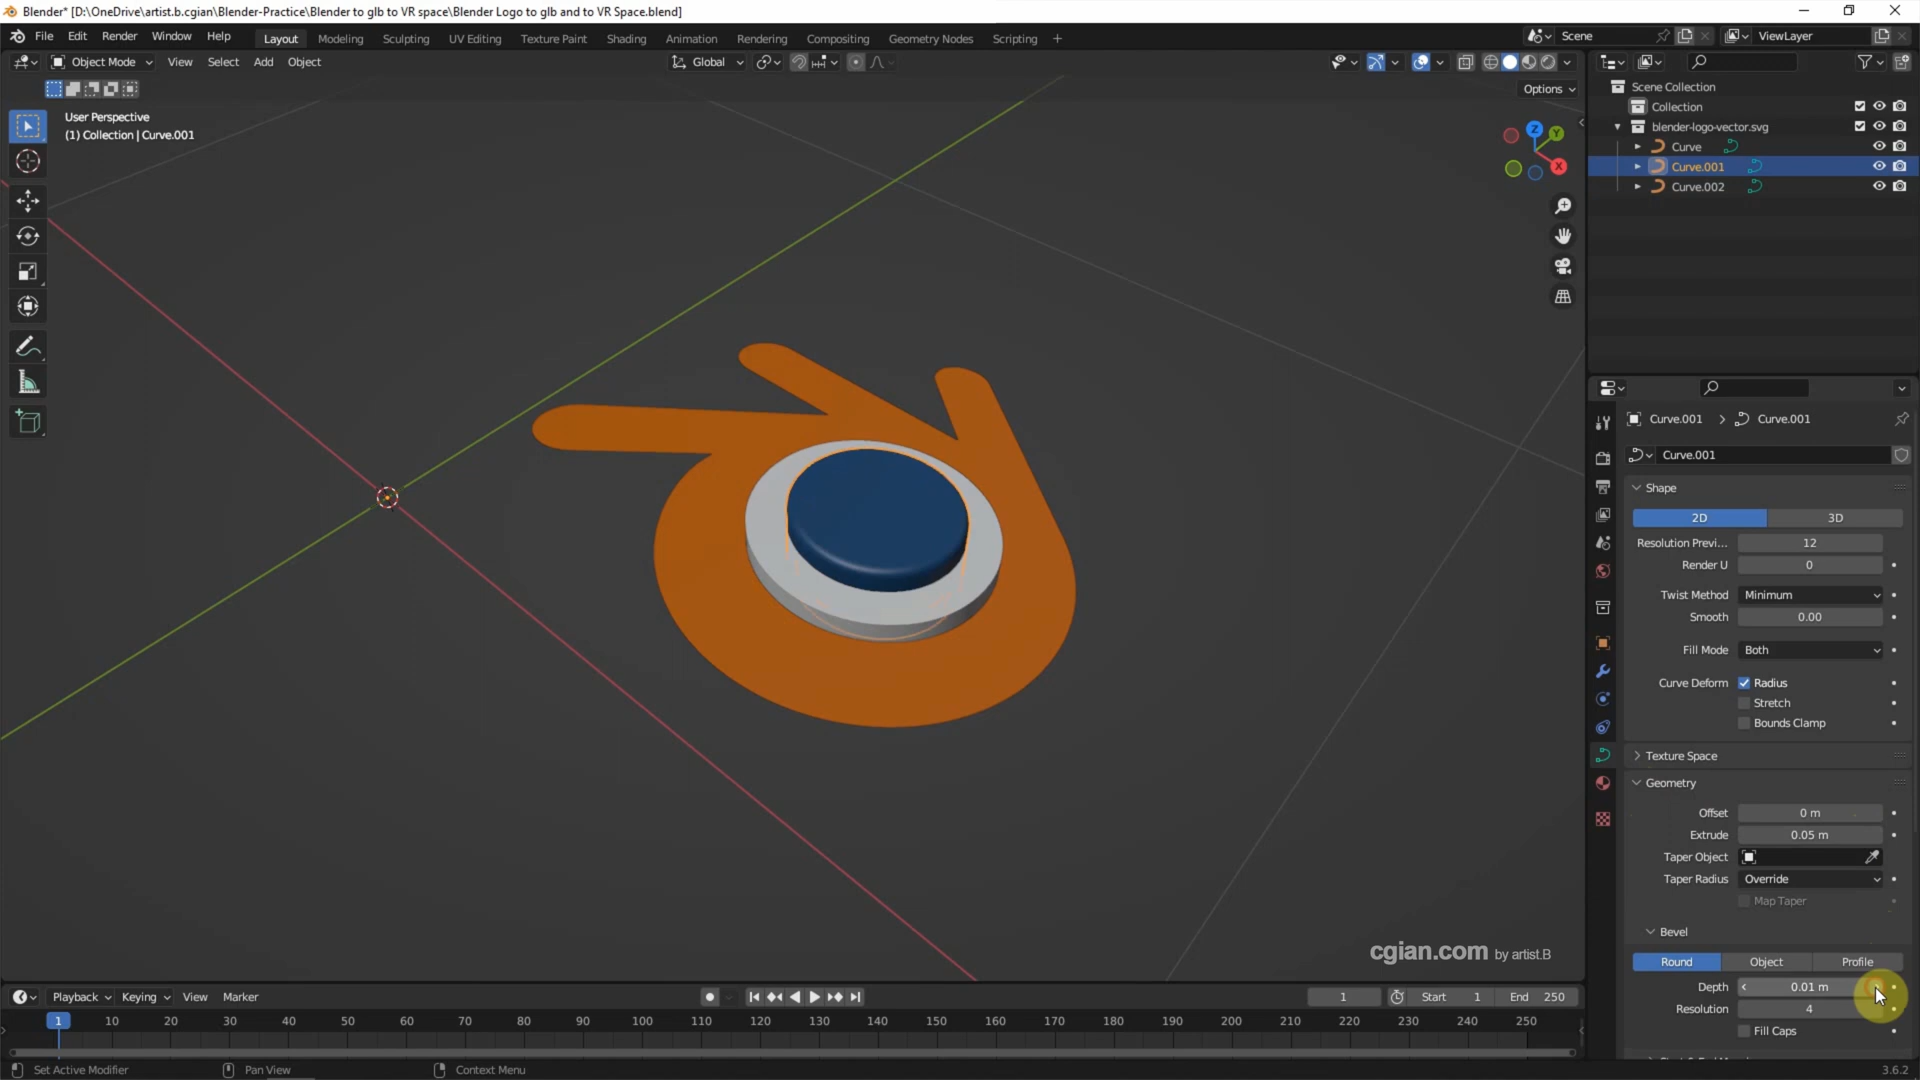 Blender* [D:\OneDrive\artist.b.cgian\Blender-Practice\Blender to glb to VR space\Blender Logo to glb and to VR Space.blend]
File Edit Render Window Help Layout Modeling Sculpting UV Editing Texture Paint Shading Animation Rendering Compositing Geometry Nodes Scripting + Scene ViewLayer
Object Mode View Select Add Object Global
Options
User Perspective
(1) Collection | Curve.001
Z Y X
Scene Collection
Collection
blender-logo-vector.svg
Curve
Curve.001
Curve.002
Curve.001 > Curve.001
Curve.001
Shape
2D 3D
Resolution Previ... 12
Render U 0
Twist Method Minimum
Smooth 0.00
Fill Mode Both
Curve Deform Radius
Stretch
Bounds Clamp
Texture Space
Geometry
Offset 0 m
Extrude 0.05 m
Taper Object
Taper Radius Override
Map Taper
Bevel
Round Object Profile
Depth 0.01 m
Resolution 4
Fill Caps
cgian.com by artist.B
Playback Keying View Marker 1 Start 1 End 250
1 10 20 30 40 50 60 70 80 90 100 110 120 130 140 150 160 170 180 190 200 210 220 230 240 250
Set Active Modifier Pan View Context Menu 3.6.2